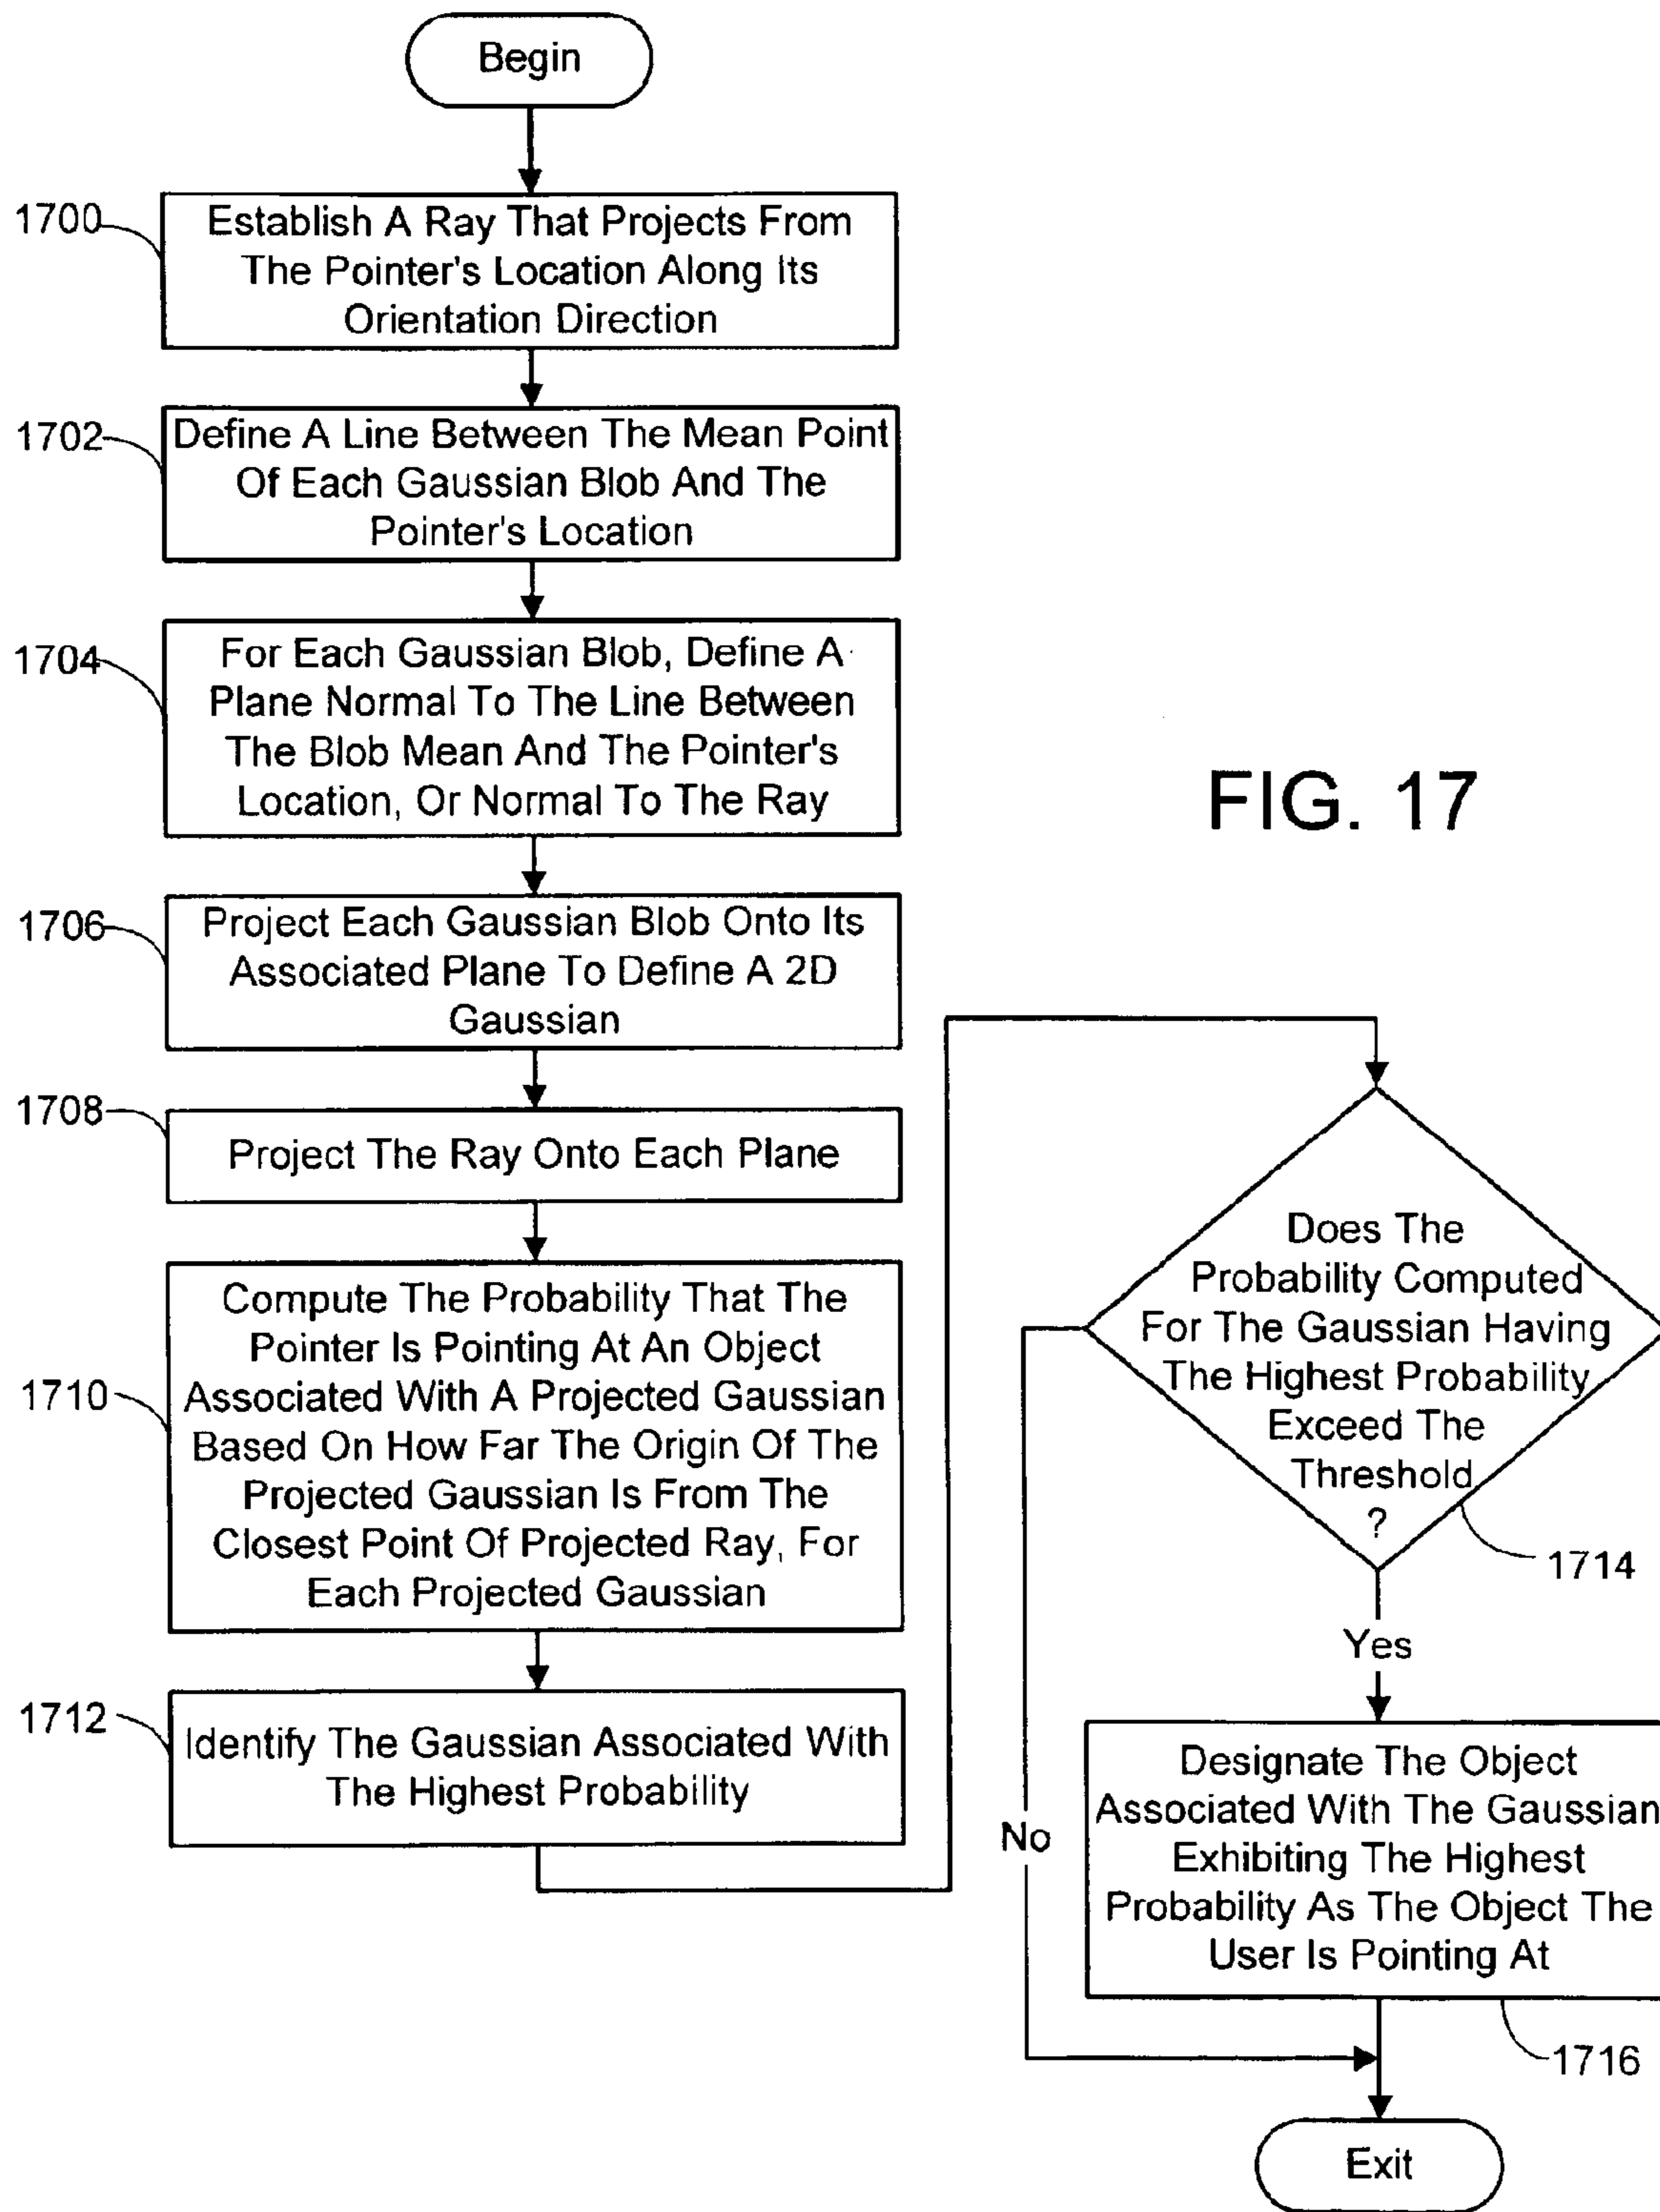 Begin
1700
Establish A Ray That Projects From
The Pointer's Location Along Its
Orientation Direction
1702
Define A Line Between The Mean Point
Of Each Gaussian Blob And The
Pointer's Location
1704
For Each Gaussian Blob, Define A
Plane Normal To The Line Between
The Blob Mean And The Pointer's
Location, Or Normal To The Ray
1706
Project Each Gaussian Blob Onto Its
Associated Plane To Define A 2D
Gaussian
1708
Project The Ray Onto Each Plane
1710
Compute The Probability That The
Pointer Is Pointing At An Object
Associated With A Projected Gaussian
Based On How Far The Origin Of The
Projected Gaussian Is From The
Closest Point Of Projected Ray, For
Each Projected Gaussian
1712
Identify The Gaussian Associated With
The Highest Probability
FIG. 17
Does The
Probability Computed
For The Gaussian Having
The Highest Probability
Exceed The
Threshold
?
1714
Yes
No
Designate The Object
Associated With The Gaussian
Exhibiting The Highest
Probability As The Object The
User Is Pointing At
1716
Exit